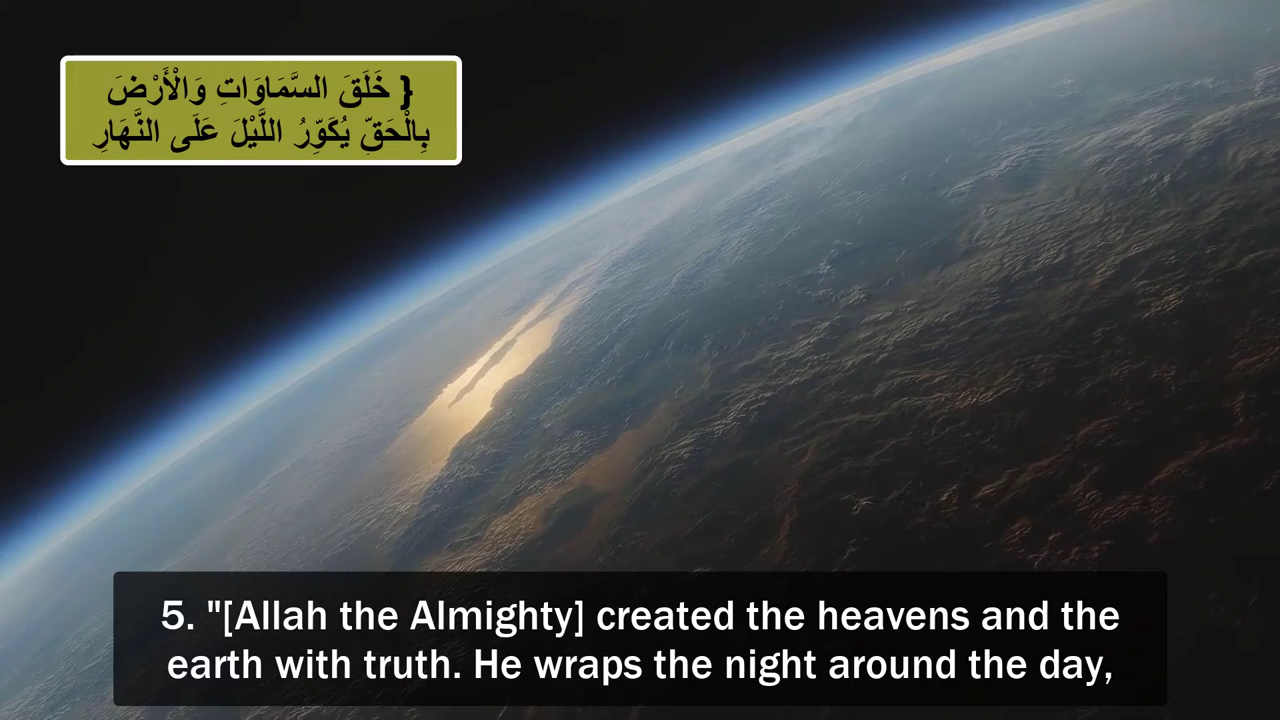 { خَلَقَ السَّمَاوَاتِ وَالْأَرْضَ
بِالْحَقِّ يُكَوِّرُ اللَّيْلَ عَلَى النَّهَارِ
5. "[Allah the Almighty] created the heavens and the
earth with truth. He wraps the night around the day,